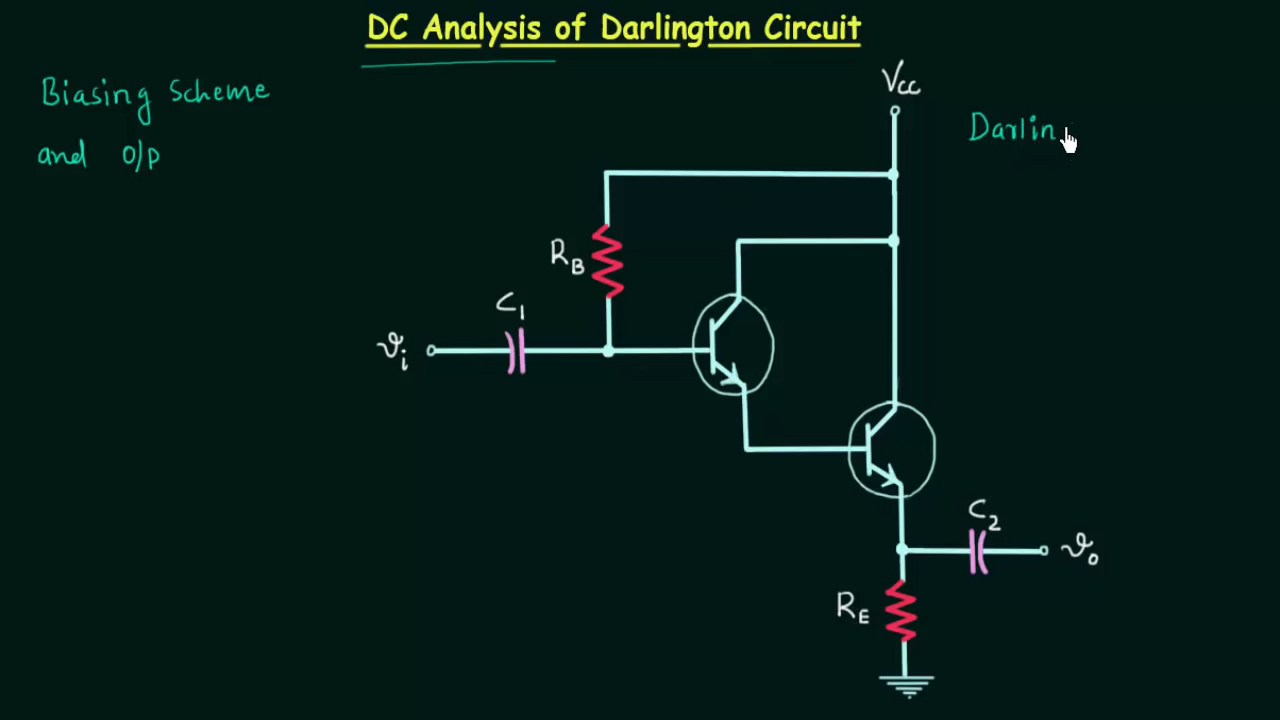 DC Analysis of Darlington Circuit
Biasing Scheme
and O/P
Vcc
Darlin
RB
C1
vi
C2
vo
RE